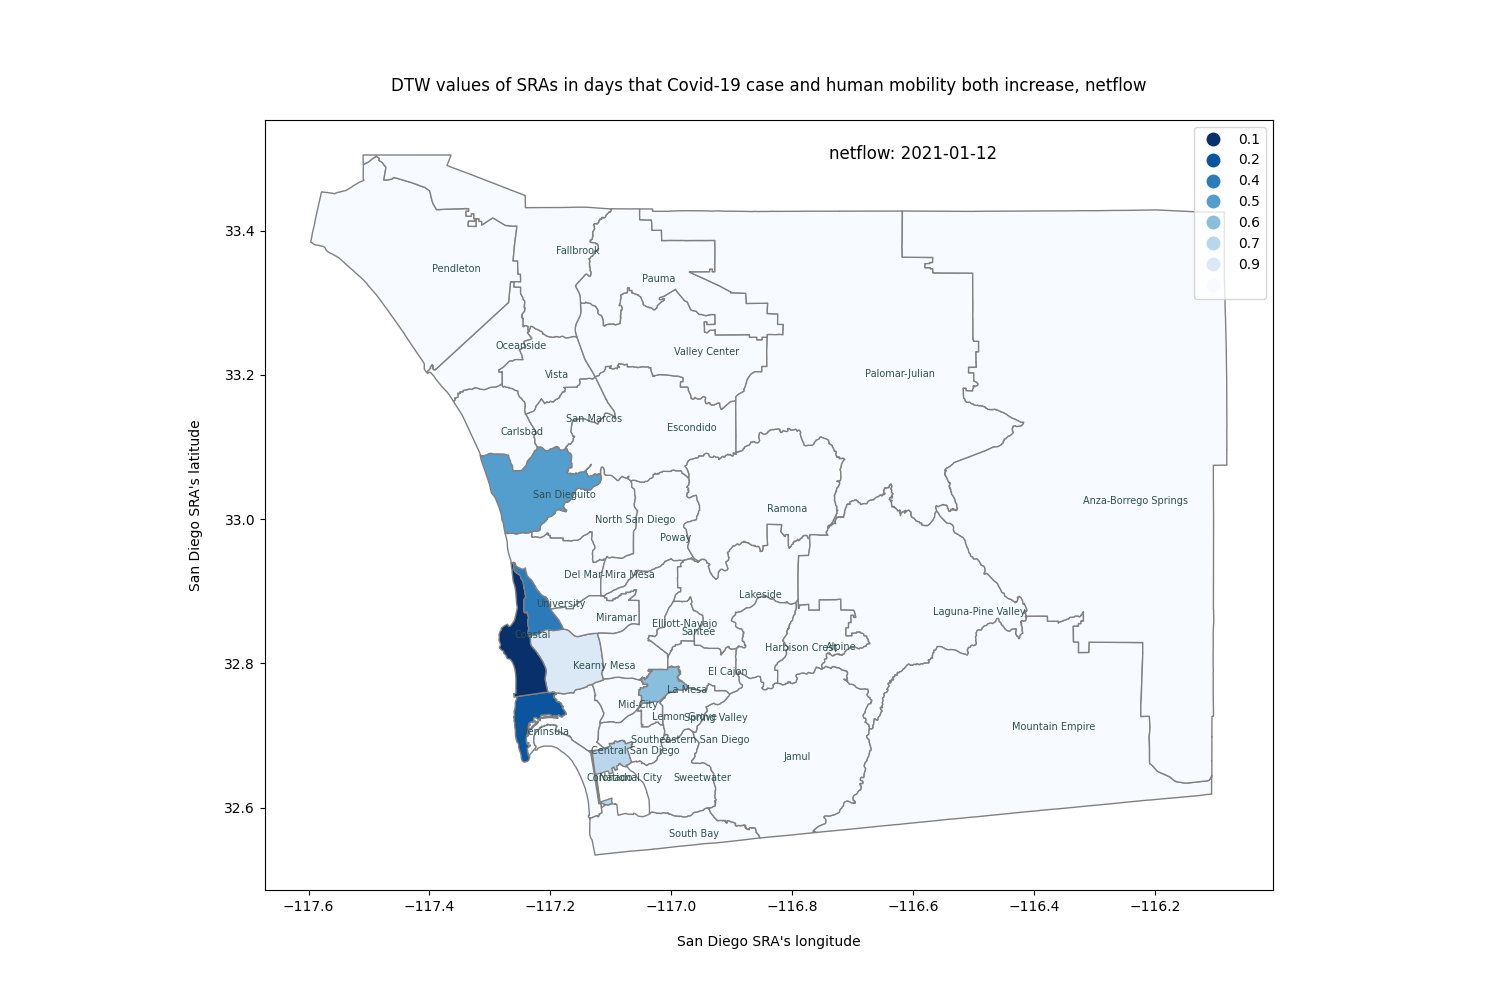 DTW values of SRAs in days that Covid-19 case and human mobility both increase, netflow
netflow: 2021-01-12
0.1
0.2
0.4
0.5
0.6
0.7
0.9
San Diego SRA's latitude
33.4
33.2
33.0
32.8
32.6
Fallbrook
Pendleton
Pauma
Oceanside
Valley Center
Vista
Palomar-Julian
San Marcos
Carlsbad
Escondido
San Dieguito
Anza-Borrego Springs
Ramona
North San Diego
Poway
Del Mar-Mira Mesa
Lakeside
University
Laguna-Pine Valley
Miramar
Elliott-Navajo
Santee
Coastal
Harbison Crest
Alpine
Kearny Mesa
El Cajon
La Mesa
Mid-City
Lemon Grove
Spring Valley
Mountain Empire
Peninsula
Southeastern San Diego
Central San Diego
Jamul
Coronado
National City
Sweetwater
South Bay
−117.6
−117.4
−117.2
−117.0
−116.8
−116.6
−116.4
−116.2
San Diego SRA's longitude